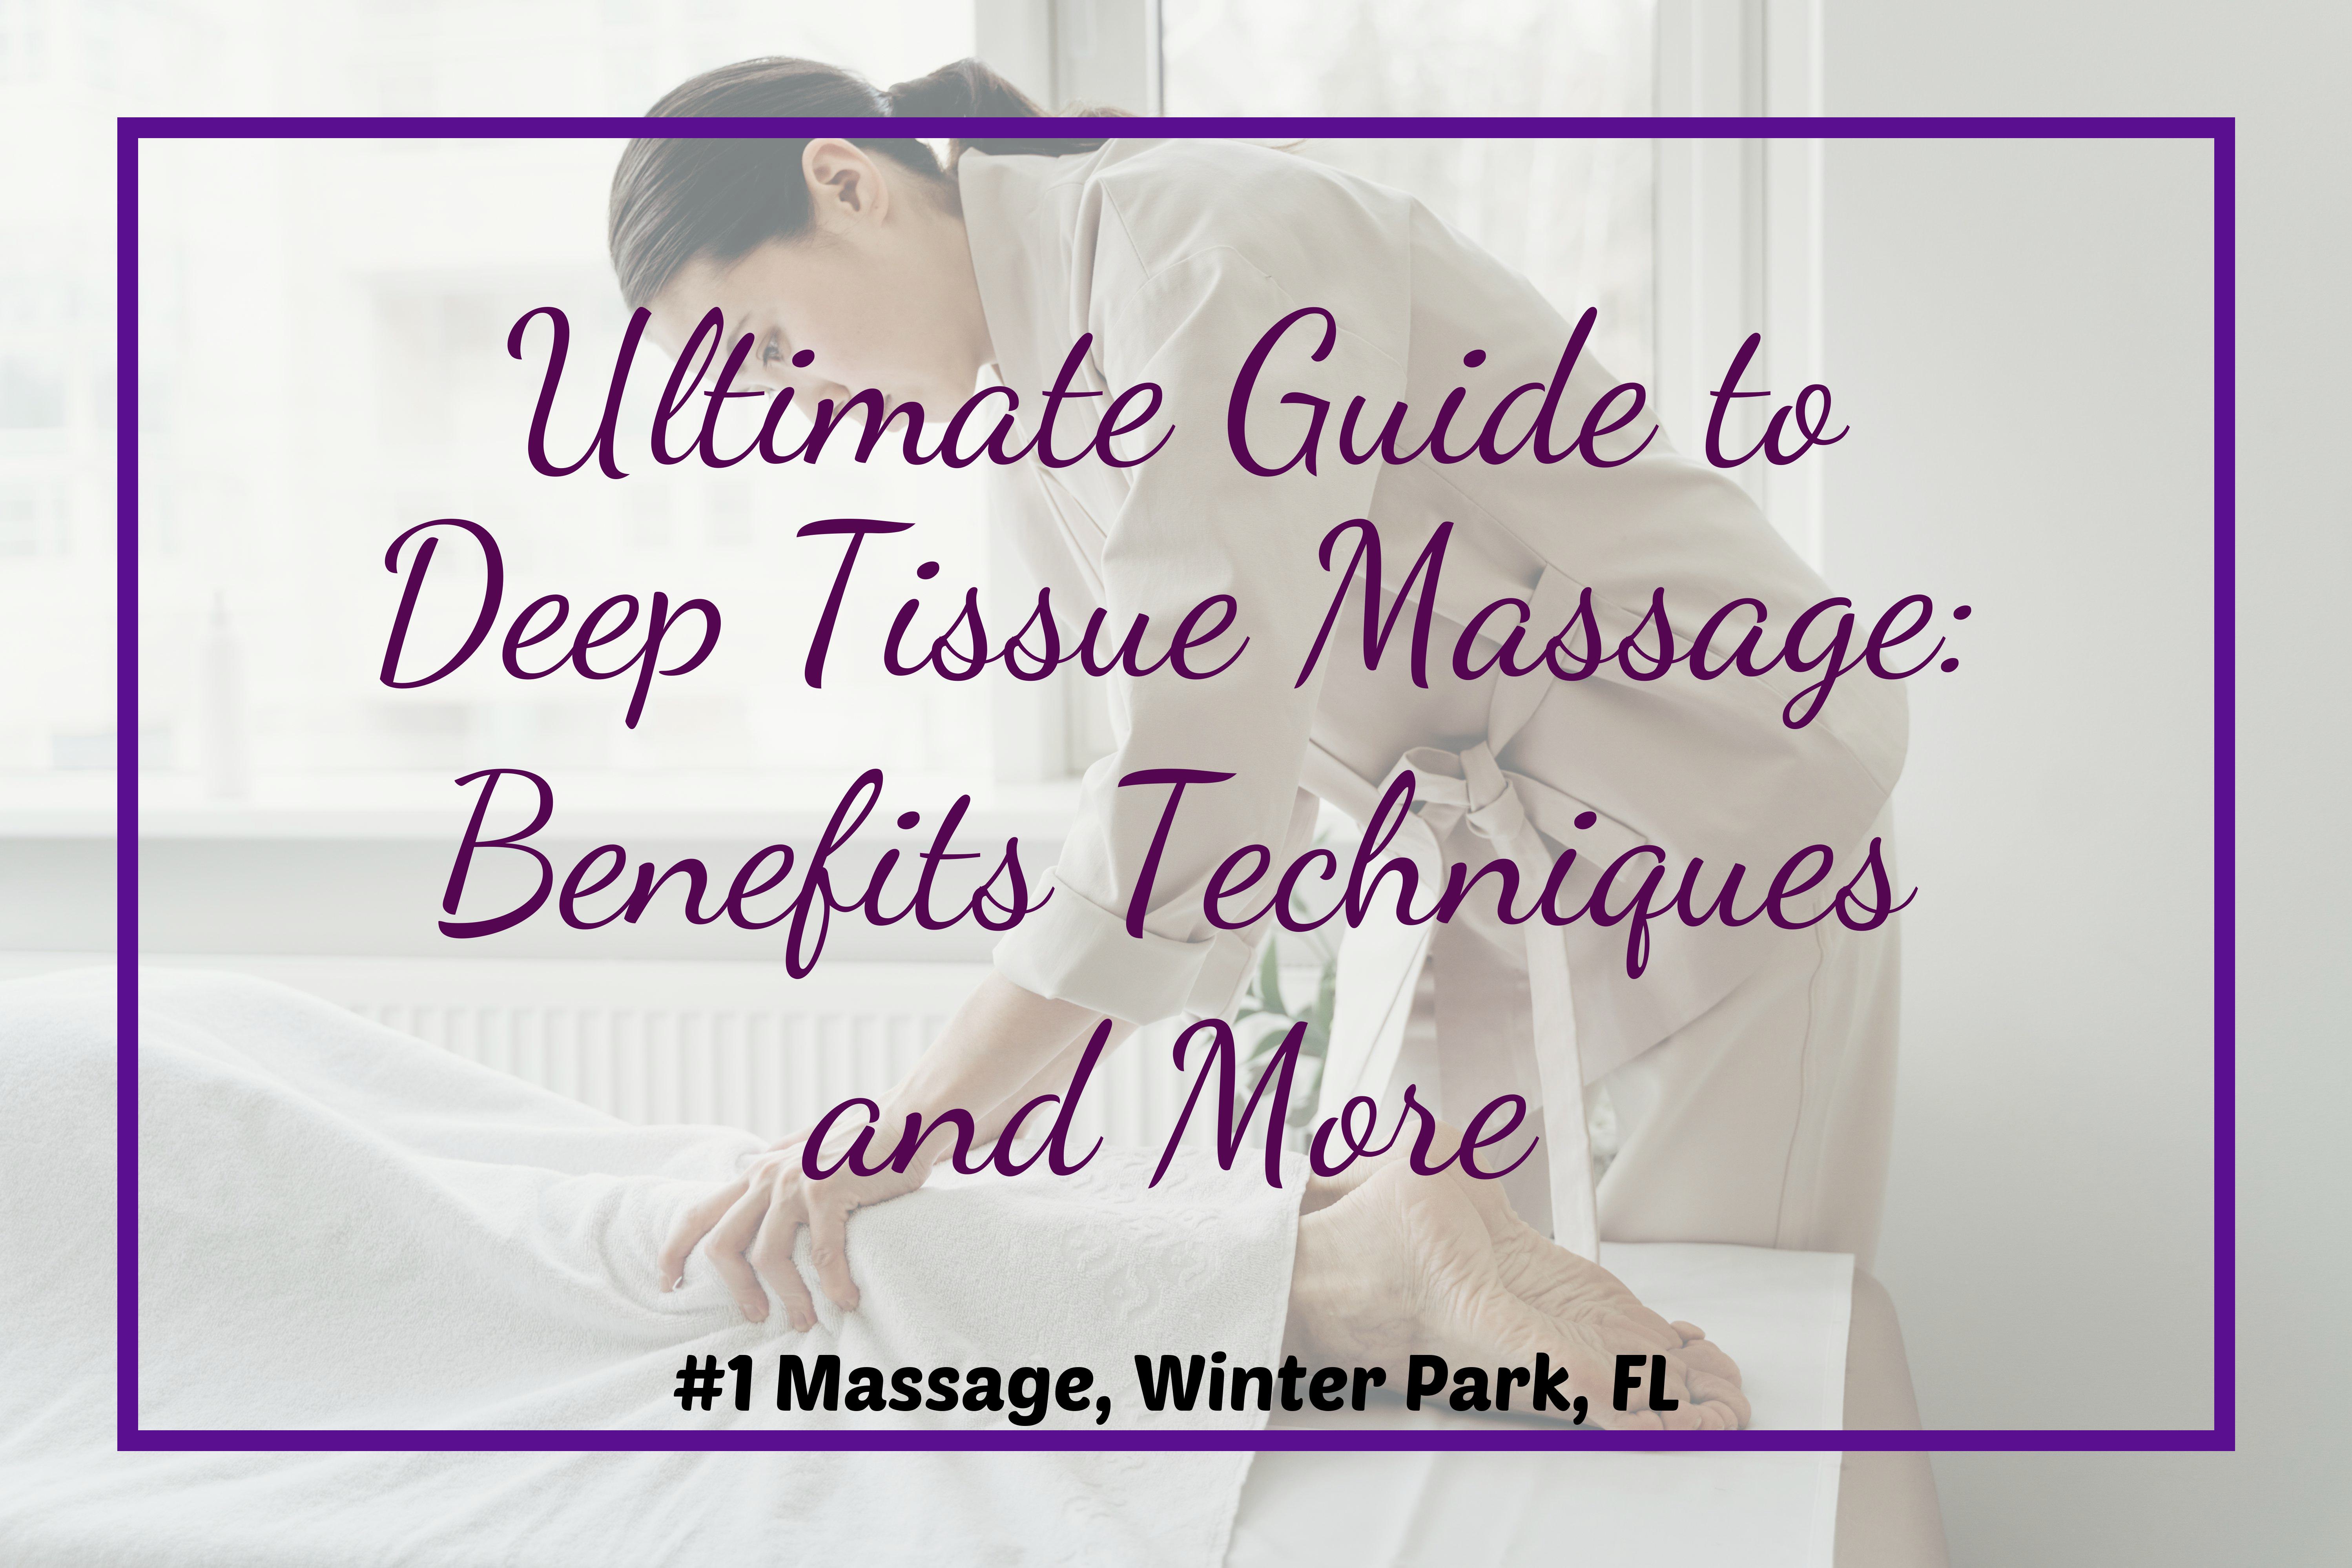 Ultimate Guide to
Deep Tissue Massage:
Benefits Techniques
and More
#1 Massage, Winter Park, FL